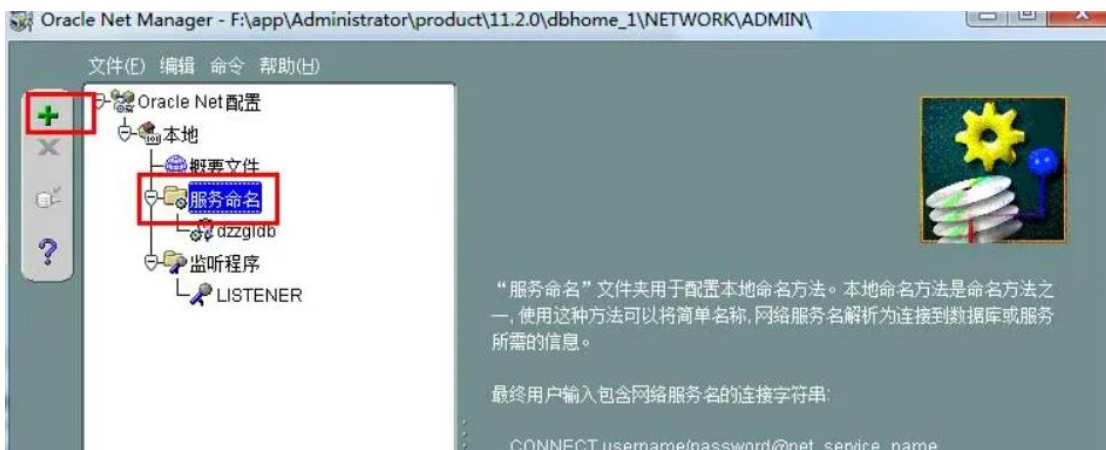 Oracle Net Manager - F:\app\Administrator\product\11.2.0\dbhome_1\NETWORK\ADMIN\
文件(F) 编辑 命令 帮助(H)
Oracle Net 配置
本地
概要文件
服务命名
dzzgldb
监听程序
LISTENER
“服务命名”文件夹用于配置本地命名方法。本地命名方法是命名方法之
一, 使用这种方法可以将简单名称, 网络服务名解析为连接到数据库或服务
所需的信息。
最终用户输入包含网络服务名的连接字符串:
CONNECT username/password@net_service_name